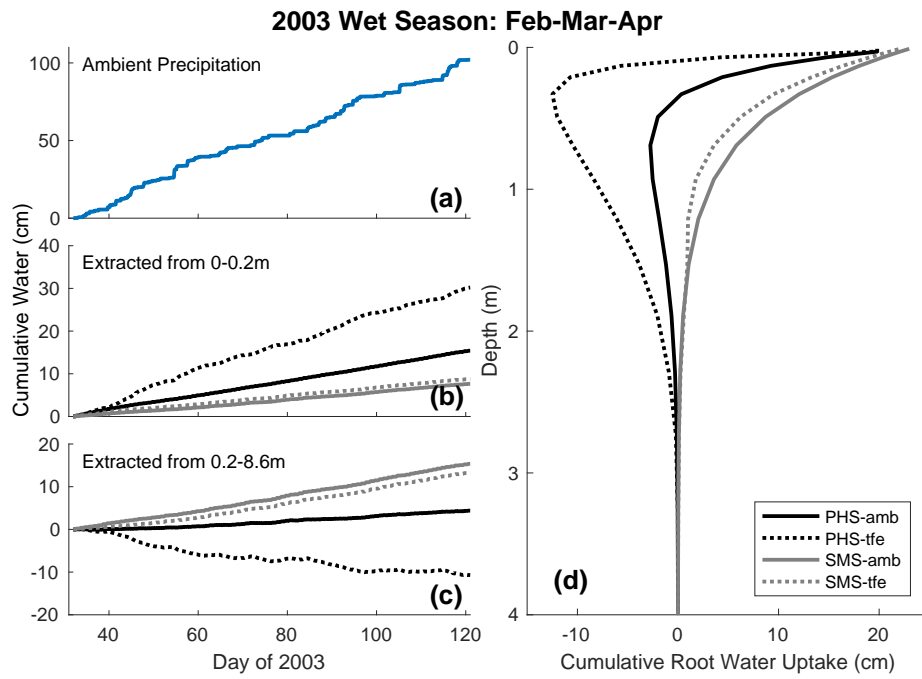 2003 Wet Season: Feb-Mar-Apr
Ambient Precipitation
100
50
0
(a)
Cumulative Water (cm)
Extracted from 0-0.2m
40
30
20
10
0
(b)
Extracted from 0.2-8.6m
20
10
0
-10
-20
(c)
40 60 80 100 120
Day of 2003
0
1
2
3
4
Depth (m)
PHS-amb
PHS-tfe
SMS-amb
SMS-tfe
(d)
-10 0 10 20
Cumulative Root Water Uptake (cm)